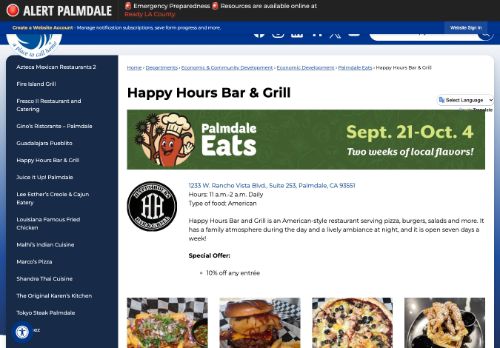 ALERT PALMDALE
Emergency Preparedness Resources are available online at
Ready LA County.
Create a Website Account - Manage notification subscriptions, save form progress and more.
Website Sign In
a place to call home
Aztecs Mexican Restaurants 2
Fire Island Grill
Fresco II Restaurant and
Catering
Gino's Ristorante – Palmdale
Guadalajara Pueblito
Happy Hours Bar & Grill
Juice It Up! Palmdale
Lee Esther's Creole & Cajun
Eatery
Louisiana Famous Fried
Chicken
Malhi's Indian Cuisine
Marco's Pizza
Shandra Thai Cuisine
The Original Karen's Kitchen
Tokyo Steak Palmdale
Home › Departments › Economic & Community Development › Economic Development › Palmdale Eats › Happy Hours Bar & Grill
Happy Hours Bar & Grill
Select Language
Translate
Palmdale
Eats
Sept. 21-Oct. 4
Two weeks of local flavors!
HH
1233 W. Rancho Vista Blvd., Suite 253, Palmdale, CA 93551
Hours: 11 a.m.-2 a.m. Daily
Type of food: American
Happy Hours Bar and Grill is an American-style restaurant serving pizza, burgers, salads and more. It
has a family atmosphere during the day and a lively ambiance at night, and it is open seven days a
week!
Special Offer:
10% off any entrée